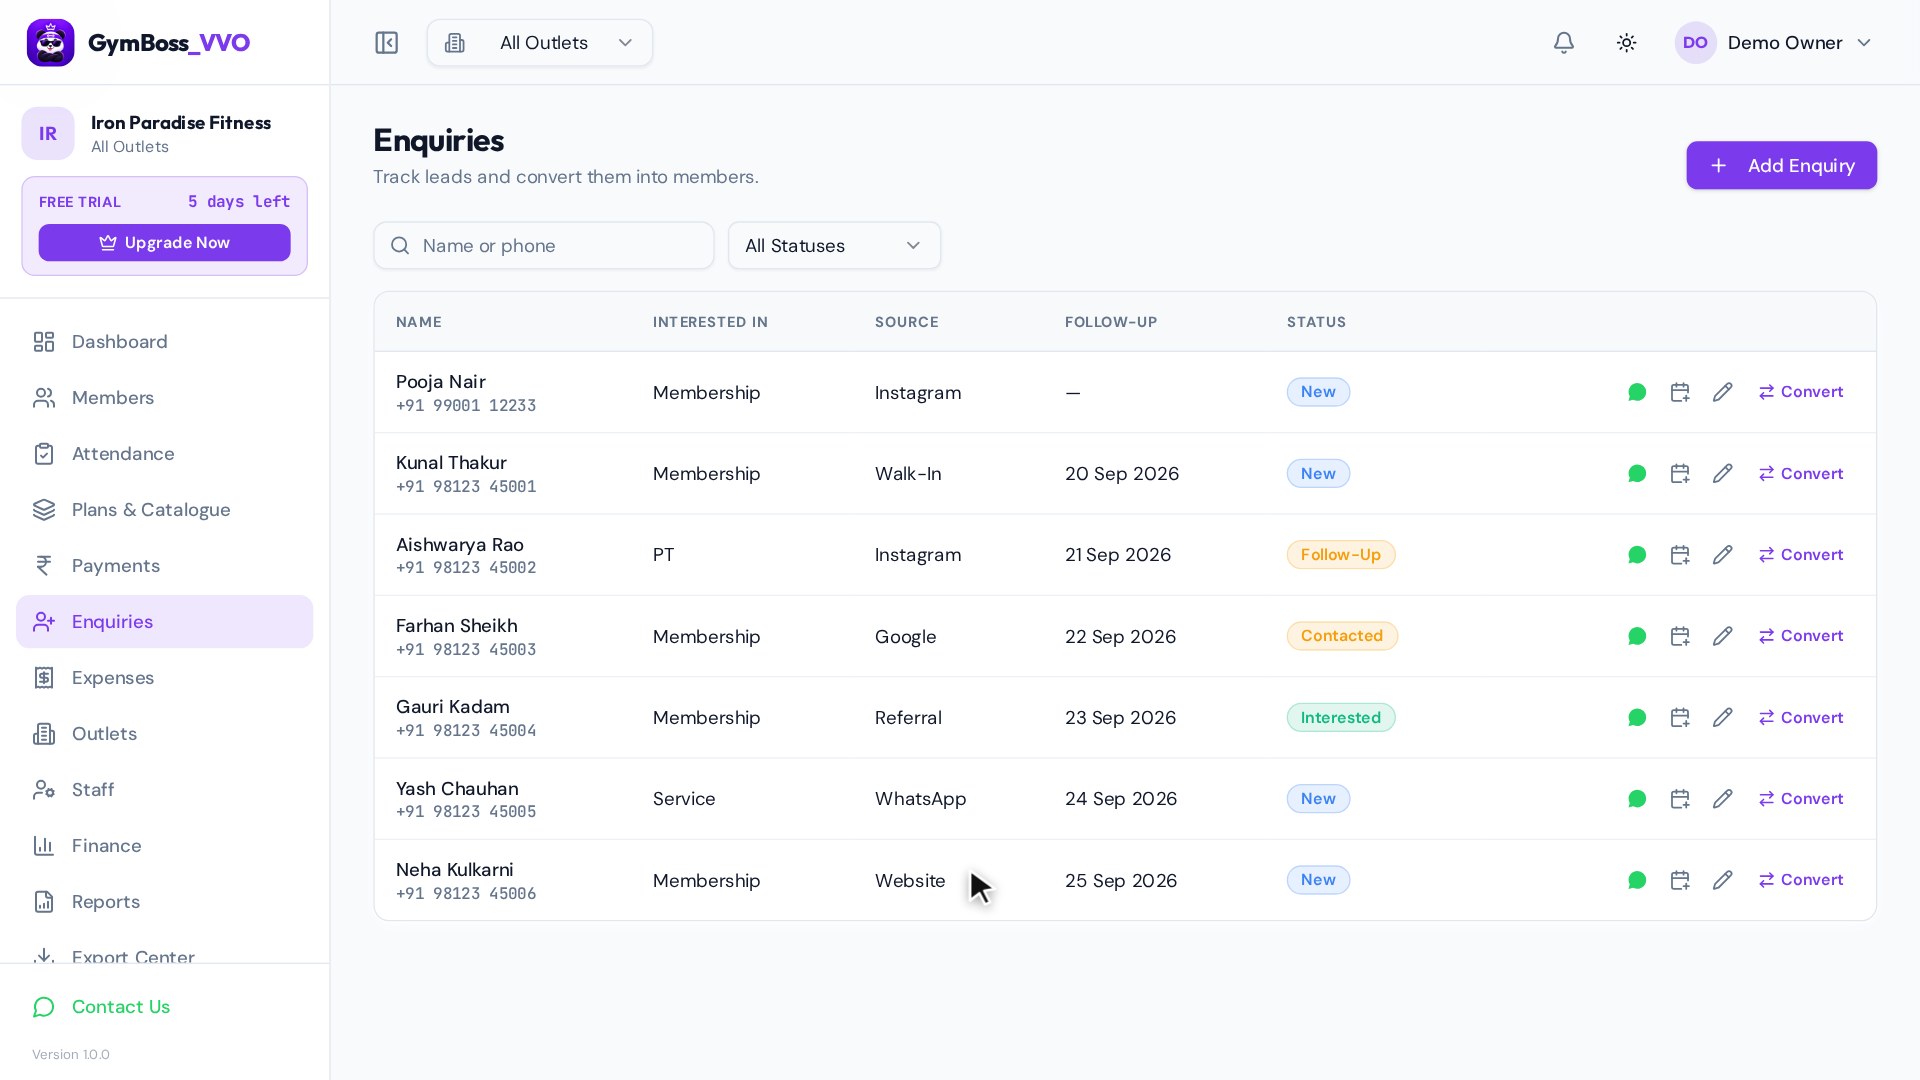 GymBoss_VVO
All Outlets
DO
Demo Owner
IR
Iron Paradise Fitness
All Outlets
FREE TRIAL 5 days left
Upgrade Now
Dashboard
Members
Attendance
Plans & Catalogue
Payments
Enquiries
Expenses
Outlets
Staff
Finance
Reports
Export Center
Contact Us
Version 1.0.0
Enquiries
Track leads and convert them into members.
Add Enquiry
Name or phone
All Statuses
NAME INTERESTED IN SOURCE FOLLOW-UP STATUS
Pooja Nair
+91 99001 12233
Membership Instagram — New Convert
Kunal Thakur
+91 98123 45001
Membership Walk-In 20 Sep 2026 New Convert
Aishwarya Rao
+91 98123 45002
PT Instagram 21 Sep 2026 Follow-Up Convert
Farhan Sheikh
+91 98123 45003
Membership Google 22 Sep 2026 Contacted Convert
Gauri Kadam
+91 98123 45004
Membership Referral 23 Sep 2026 Interested Convert
Yash Chauhan
+91 98123 45005
Service WhatsApp 24 Sep 2026 New Convert
Neha Kulkarni
+91 98123 45006
Membership Website 25 Sep 2026 New Convert